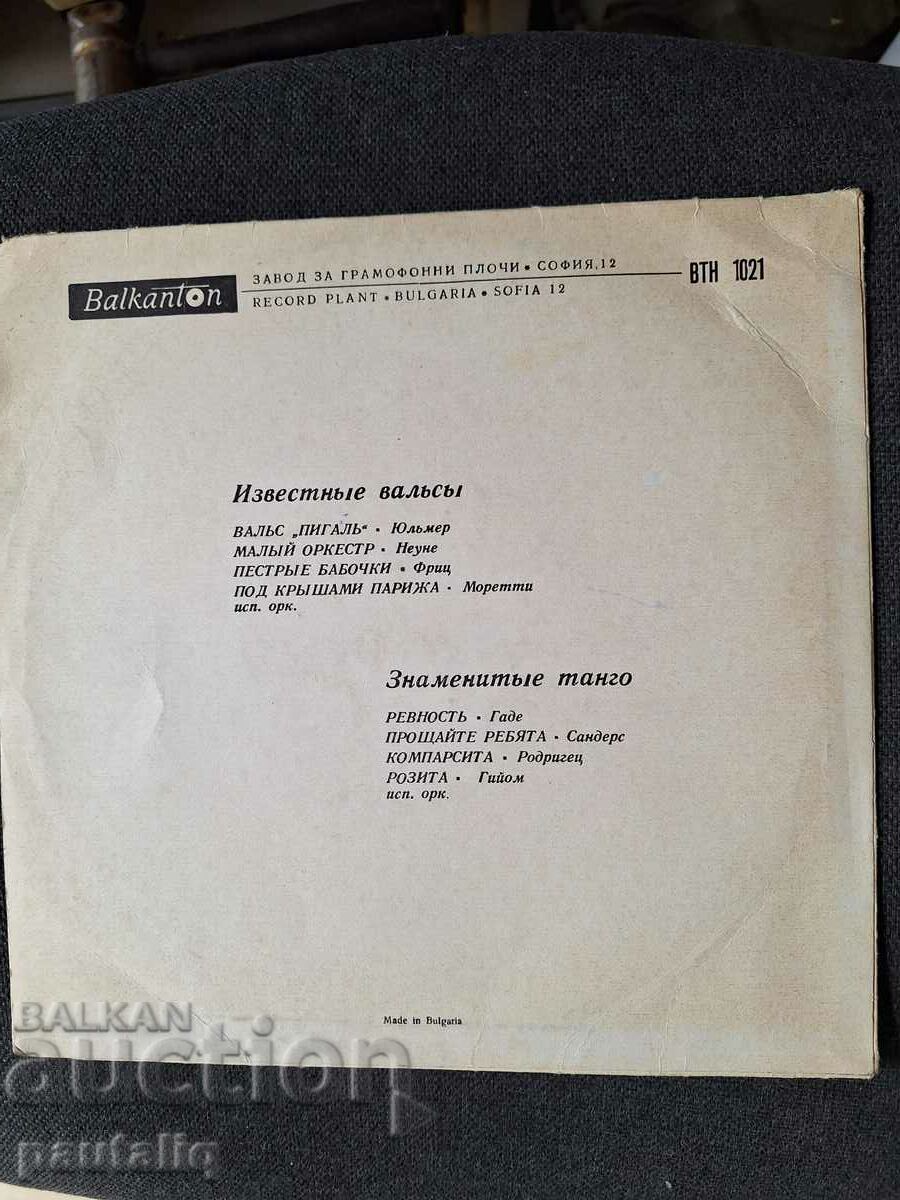 Balkanton
ЗАВОД ЗА ГРАМОФОННИ ПЛОЧИ • СОФИЯ, 12
RECORD PLANT • BULGARIA • SOFIA 12
ВТН 1021
Известные вальсы
ВАЛЬС „ПИГАЛЬ“ • Юльмер
МАЛЫЙ ОРКЕСТР • Неуне
ПЕСТРЫЕ БАБОЧКИ • Фриц
ПОД КРЫШАМИ ПАРИЖА • Моретти
исп. орк.
Знаменитые танго
РЕВНОСТЬ • Гаде
ПРОЩАЙТЕ РЕБЯТА • Сандерс
КОМПАРСИТА • Родригец
РОЗИТА • Гийом
исп. орк.
Made in Bulgaria
BALKAN
auction
pautaliq